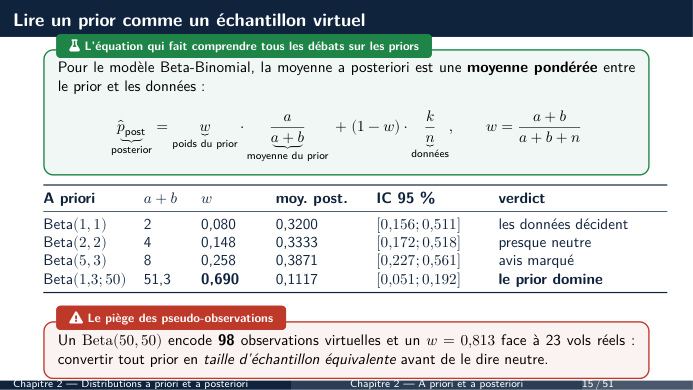 Lire un prior comme un échantillon virtuel
L'équation qui fait comprendre tous les débats sur les priors
Pour le modèle Beta-Binomial, la moyenne a posteriori est une moyenne pondérée entre
le prior et les données :
p̂_post = w · a/(a + b) + (1 − w) · k/n , w = (a + b)/(a + b + n)
posterior poids du prior moyenne du prior données
A priori a + b w moy. post. IC 95 % verdict
Beta(1, 1) 2 0,080 0,3200 [0,156; 0,511] les données décident
Beta(2, 2) 4 0,148 0,3333 [0,172; 0,518] presque neutre
Beta(5, 3) 8 0,258 0,3871 [0,227; 0,561] avis marqué
Beta(1,3; 50) 51,3 0,690 0,1117 [0,051; 0,192] le prior domine
Le piège des pseudo-observations
Un Beta(50, 50) encode 98 observations virtuelles et un w = 0,813 face à 23 vols réels :
convertir tout prior en taille d'échantillon équivalente avant de le dire neutre.
Chapitre 2 — Distributions a priori et a posteriori Chapitre 2 — A priori et a posteriori 15 / 51